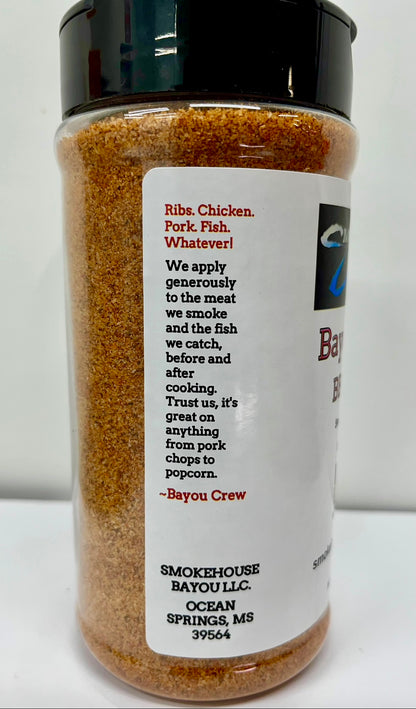 Ribs. Chicken.
Pork. Fish.
Whatever!
We apply
generously
to the meat
we smoke
and the fish
we catch,
before and
after
cooking.
Trust us, it's
great on
anything
from pork
chops to
popcorn.
~Bayou Crew
SMOKEHOUSE
BAYOU LLC.
OCEAN
SPRINGS, MS
39564